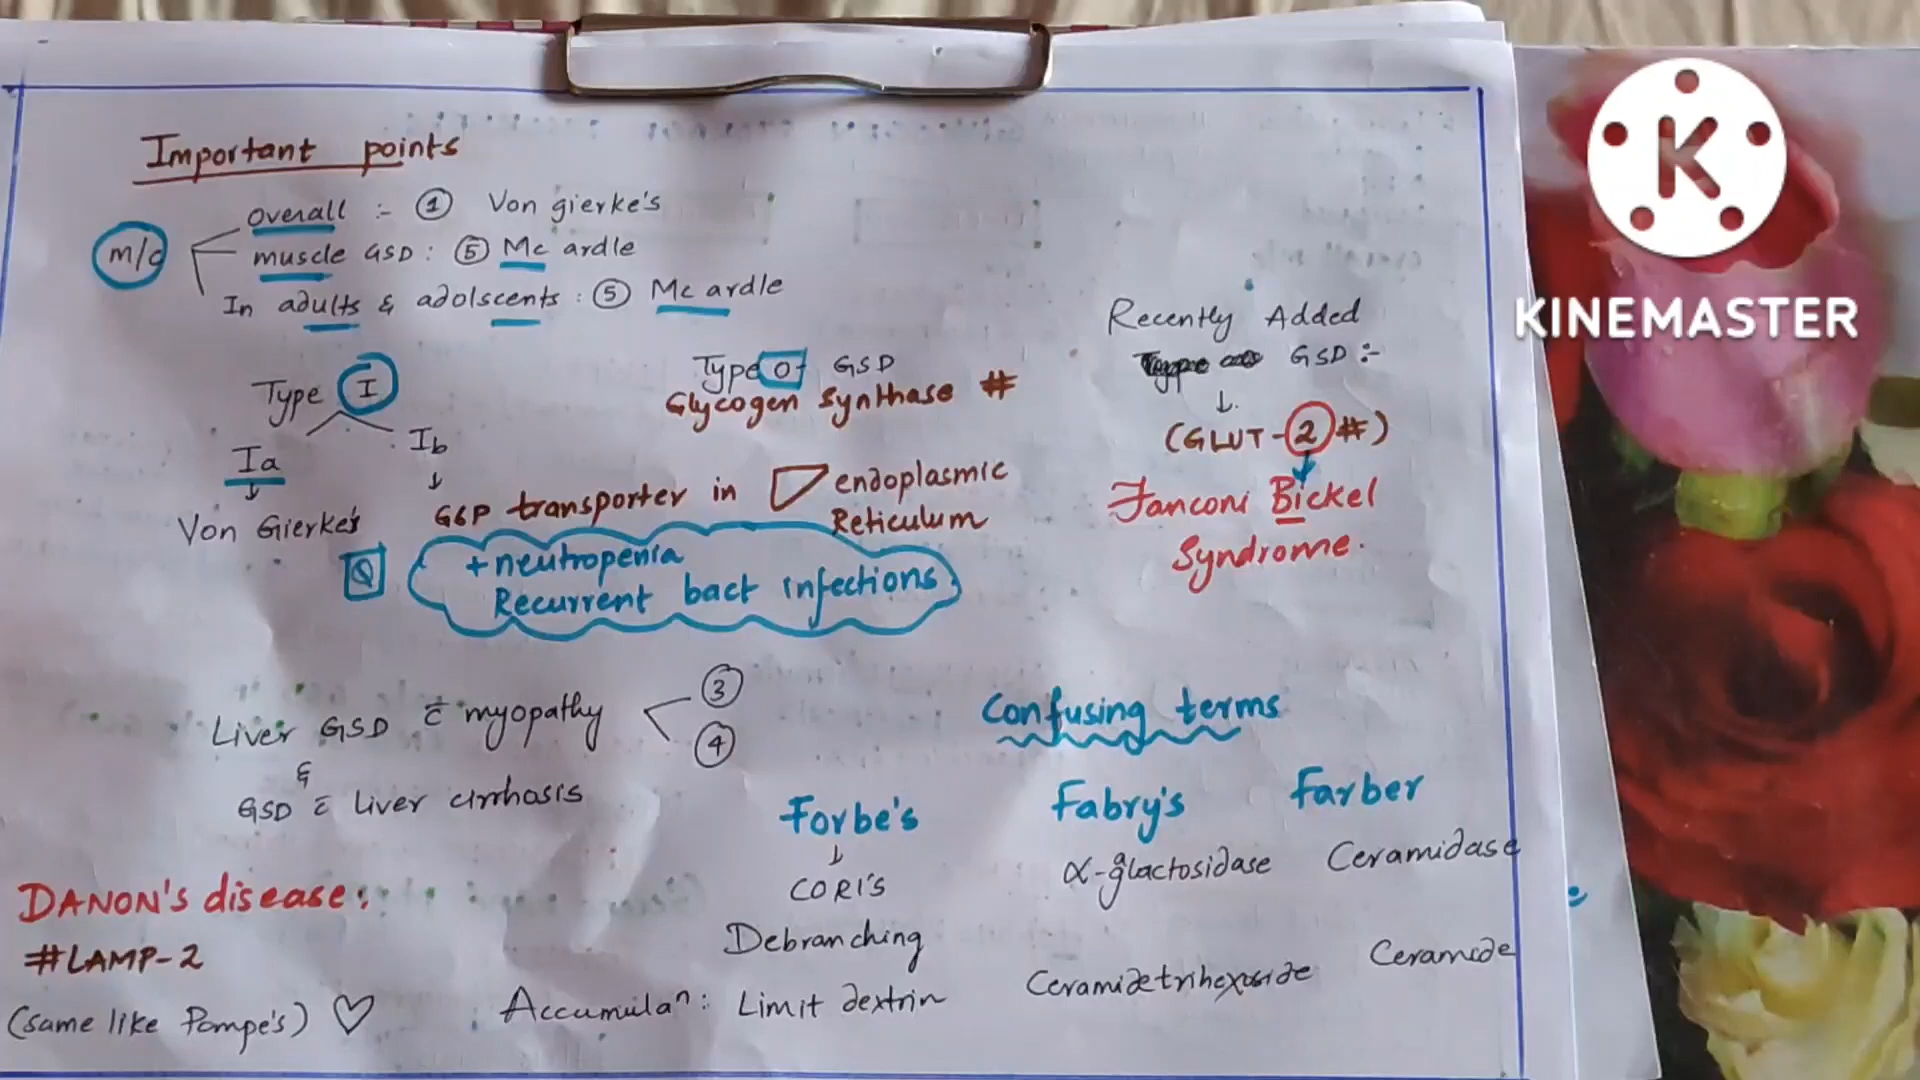 Important points
m/c
overall :- ① Von gierke's
muscle GSD : ⑤ Mc ardle
In adults & adolscents : ⑤ Mc ardle
Type I
Ia
Ib
↓
↓
Von Gierke's
G6P transporter in endoplasmic
Reticulum
Q
+neutropenia
Recurrent bact infections
Type 0 GSD
Glycogen synthase #
Recently Added
GSD :-
↓
(GLUT-2#)
↓
Fanconi Bickel
Syndrome.
Liver GSD c̄ myopathy
③
④
&
GSD c̄ Liver cirrhosis
DANON's disease:
#LAMP-2
(same like Pompe's) ♡
Confusing terms
Forbe's Fabry's Farber
↓
CORI'S α-galactosidase Ceramidase
Debranching
Accumulaⁿ: Limit dextrin Ceramidetrihexoside Ceramide
K
KINEMASTER